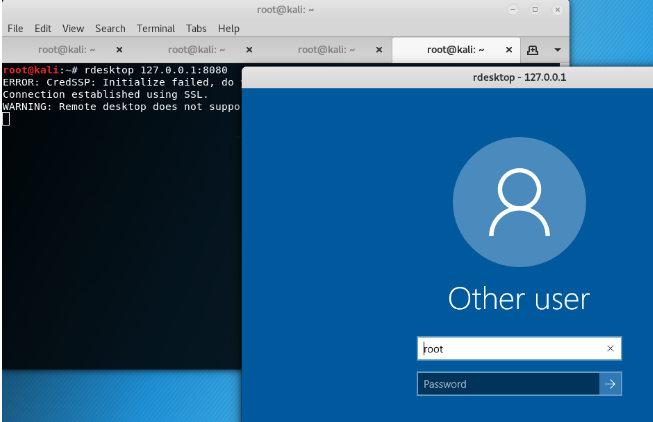 root@kali: ~
File Edit View Search Terminal Tabs Help
root@kali: ~ × root@kali: ~ × root@kali: ~ × root@kali: ~ ×
root@kali:~# rdesktop 127.0.0.1:8080
ERROR: CredSSP: Initialize failed, do
Connection established using SSL.
WARNING: Remote desktop does not suppo
rdesktop - 127.0.0.1
Other user
root
Password